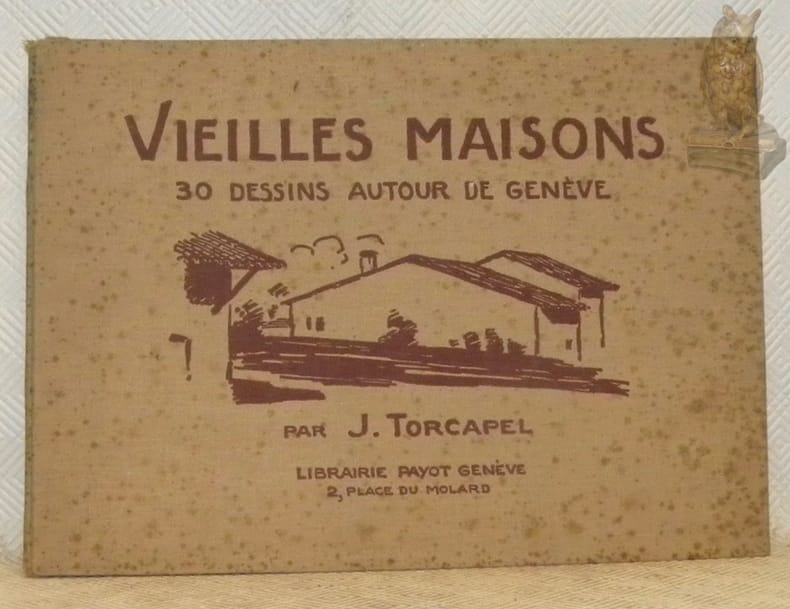 VIEILLES MAISONS
30 DESSINS AUTOUR DE GENÈVE
PAR J. TORCAPEL
LIBRAIRIE PAYOT GENÈVE
2, PLACE DU MOLARD